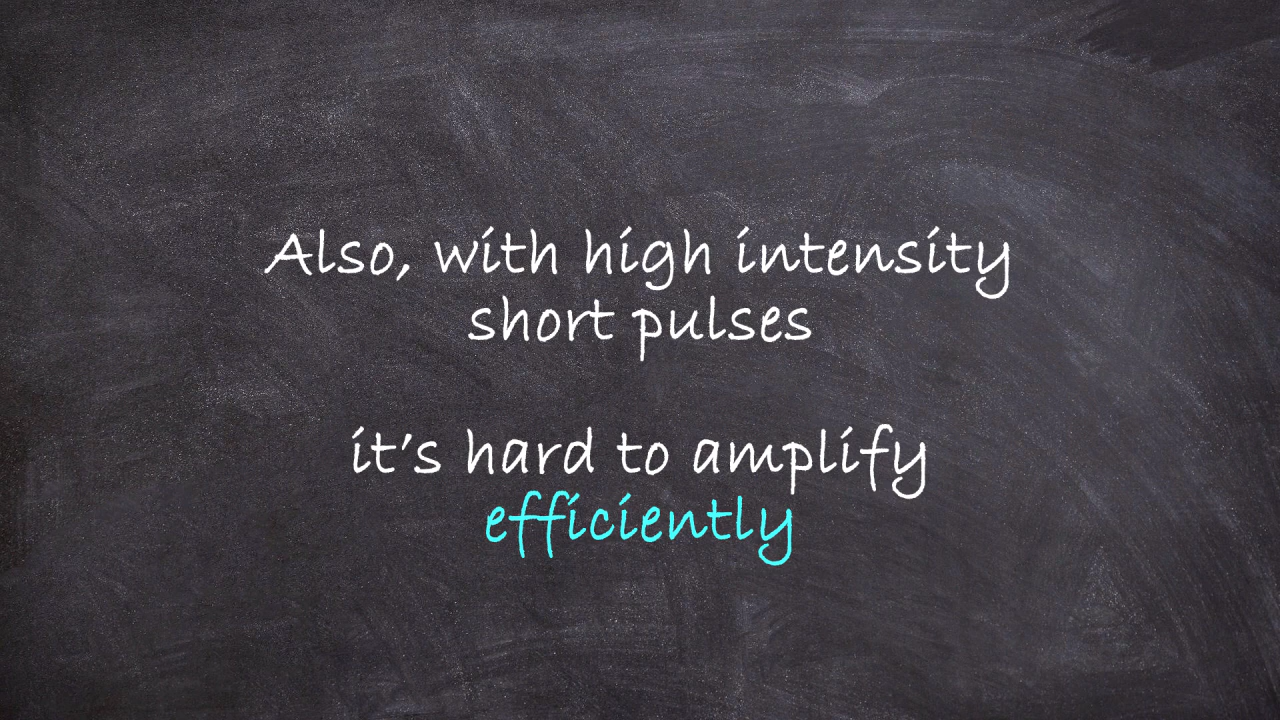 Also, with high intensity
short pulses
it's hard to amplify
efficiently